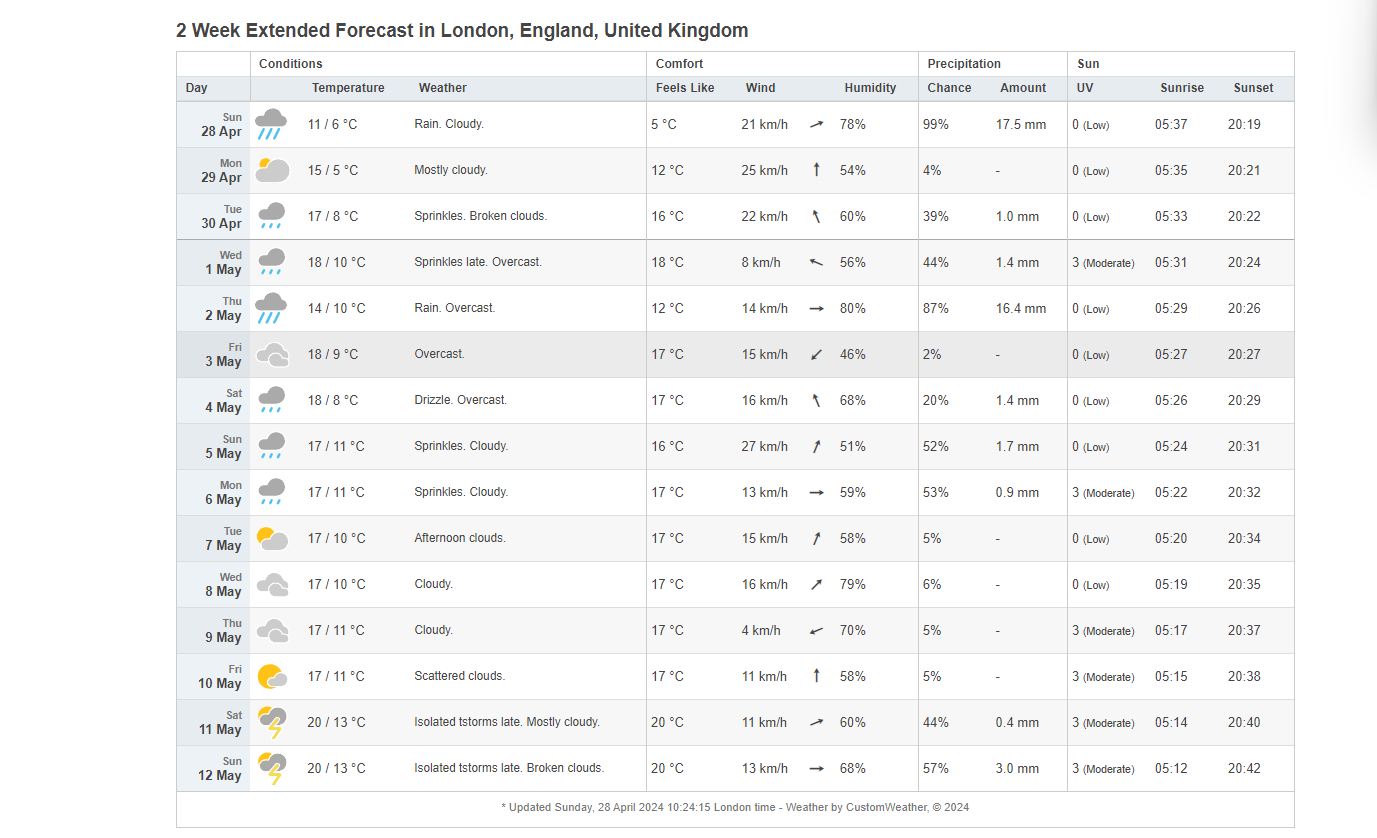 2 Week Extended Forecast in London, England, United Kingdom
Conditions Comfort Precipitation Sun
Day Temperature Weather Feels Like Wind Humidity Chance Amount UV Sunrise Sunset
Sun
28 Apr 11 / 6 °C Rain. Cloudy. 5 °C 21 km/h 78% 99% 17.5 mm 0 (Low) 05:37 20:19
Mon
29 Apr 15 / 5 °C Mostly cloudy. 12 °C 25 km/h 54% 4% - 0 (Low) 05:35 20:21
Tue
30 Apr 17 / 8 °C Sprinkles. Broken clouds. 16 °C 22 km/h 60% 39% 1.0 mm 0 (Low) 05:33 20:22
Wed
1 May 18 / 10 °C Sprinkles late. Overcast. 18 °C 8 km/h 56% 44% 1.4 mm 3 (Moderate) 05:31 20:24
Thu
2 May 14 / 10 °C Rain. Overcast. 12 °C 14 km/h 80% 87% 16.4 mm 0 (Low) 05:29 20:26
Fri
3 May 18 / 9 °C Overcast. 17 °C 15 km/h 46% 2% - 0 (Low) 05:27 20:27
Sat
4 May 18 / 8 °C Drizzle. Overcast. 17 °C 16 km/h 68% 20% 1.4 mm 0 (Low) 05:26 20:29
Sun
5 May 17 / 11 °C Sprinkles. Cloudy. 16 °C 27 km/h 51% 52% 1.7 mm 0 (Low) 05:24 20:31
Mon
6 May 17 / 11 °C Sprinkles. Cloudy. 17 °C 13 km/h 59% 53% 0.9 mm 3 (Moderate) 05:22 20:32
Tue
7 May 17 / 10 °C Afternoon clouds. 17 °C 15 km/h 58% 5% - 0 (Low) 05:20 20:34
Wed
8 May 17 / 10 °C Cloudy. 17 °C 16 km/h 79% 6% - 0 (Low) 05:19 20:35
Thu
9 May 17 / 11 °C Cloudy. 17 °C 4 km/h 70% 5% - 3 (Moderate) 05:17 20:37
Fri
10 May 17 / 11 °C Scattered clouds. 17 °C 11 km/h 58% 5% - 3 (Moderate) 05:15 20:38
Sat
11 May 20 / 13 °C Isolated tstorms late. Mostly cloudy. 20 °C 11 km/h 60% 44% 0.4 mm 3 (Moderate) 05:14 20:40
Sun
12 May 20 / 13 °C Isolated tstorms late. Broken clouds. 20 °C 13 km/h 68% 57% 3.0 mm 3 (Moderate) 05:12 20:42
* Updated Sunday, 28 April 2024 10:24:15 London time - Weather by CustomWeather, © 2024